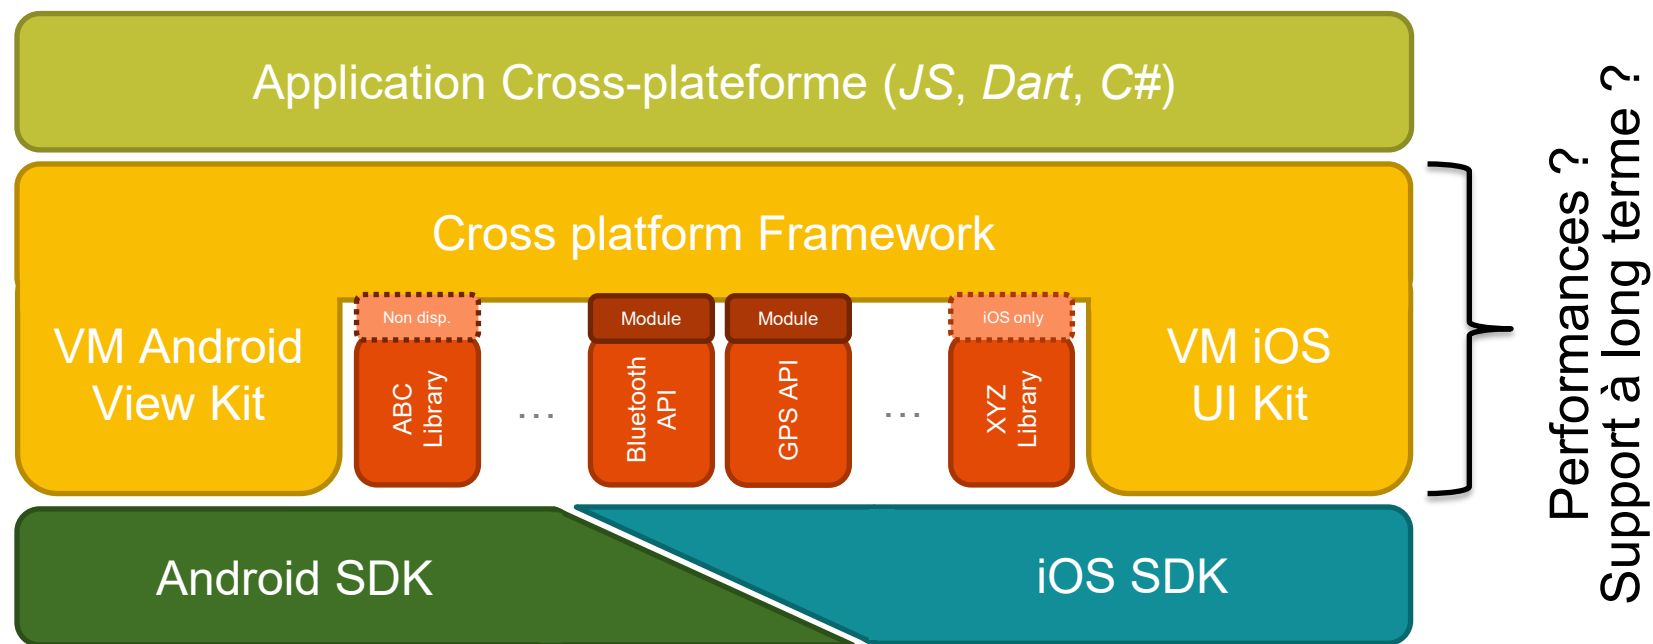 Application Cross-plateforme (JS, Dart, C#)
Cross platform Framework
VM Android
View Kit
Non disp.
ABC
Library
...
Module
Bluetooth
API
Module
GPS API
...
iOS only
XYZ
Library
VM iOS
UI Kit
Android SDK
iOS SDK
Performances ?
Support à long terme ?